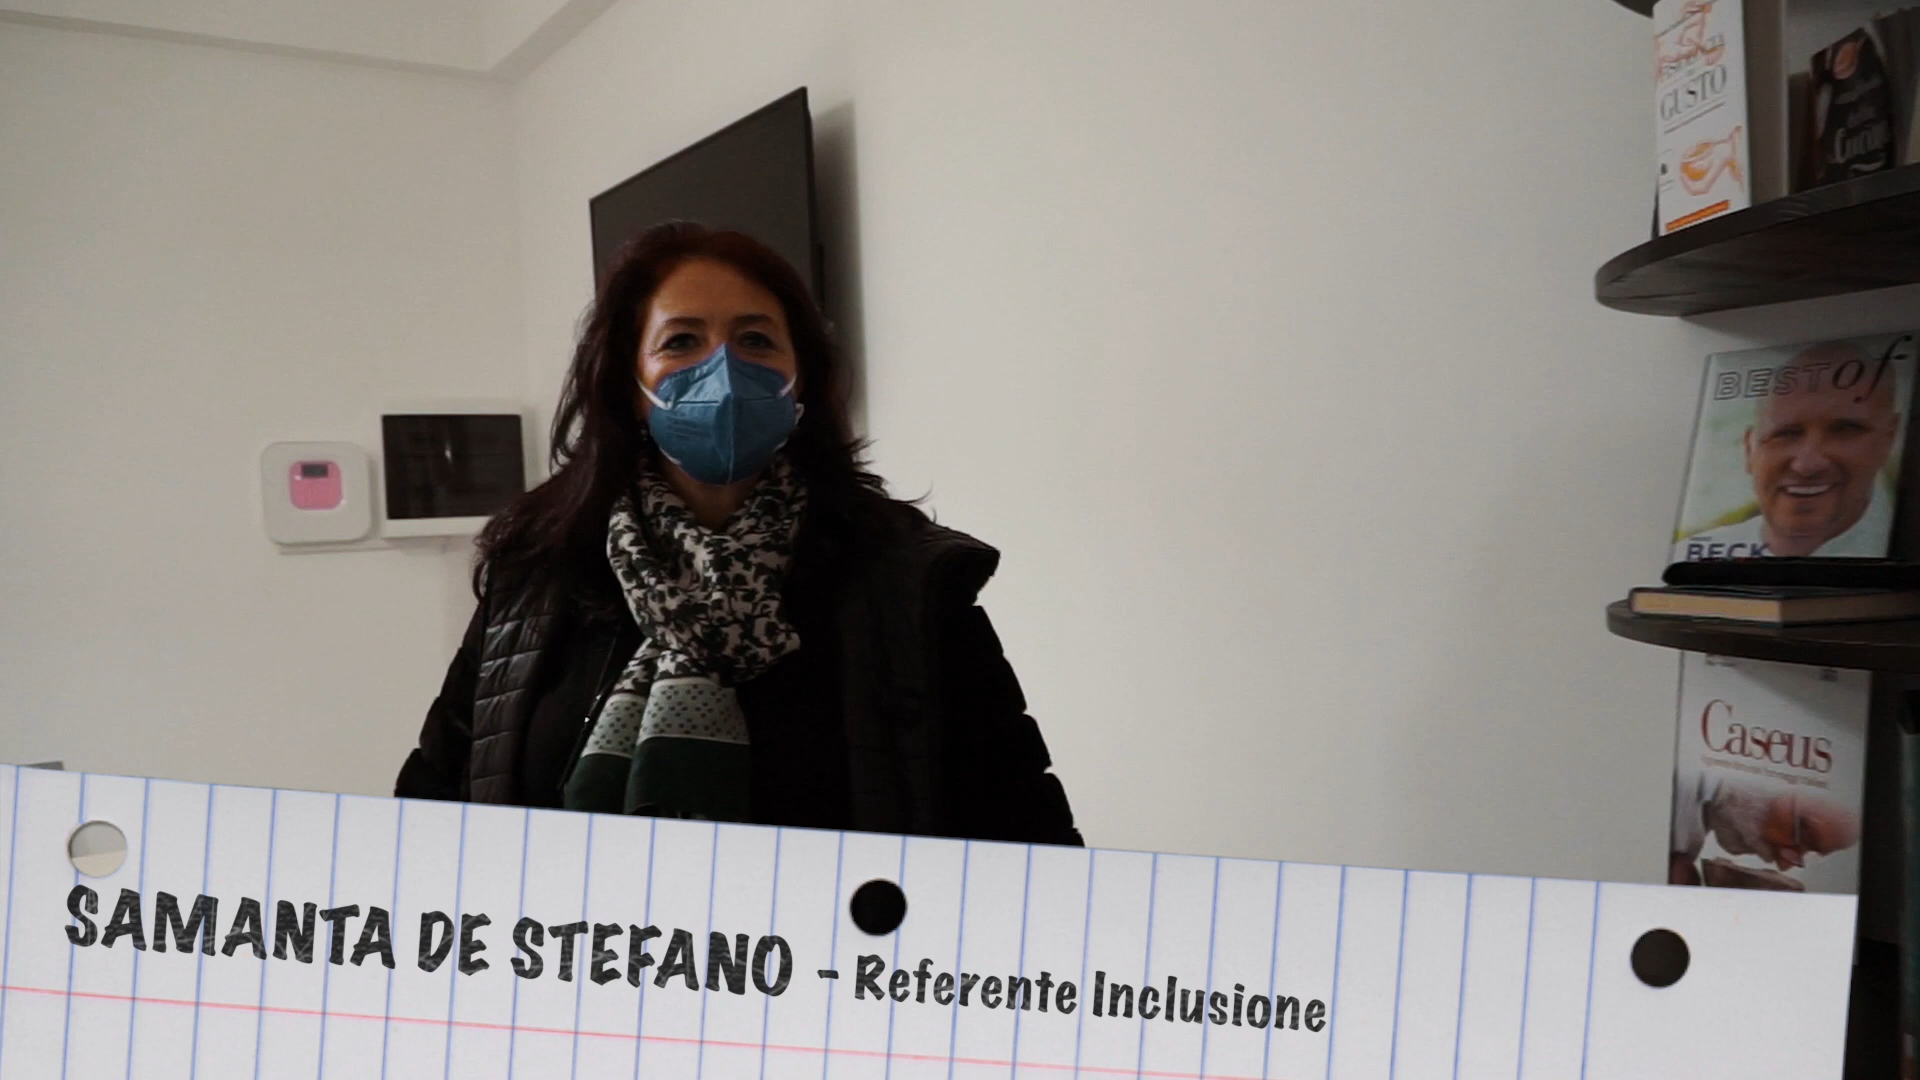 GUSTO
BEST of
BECK
Caseus
SAMANTA DE STEFANO - Referente Inclusione